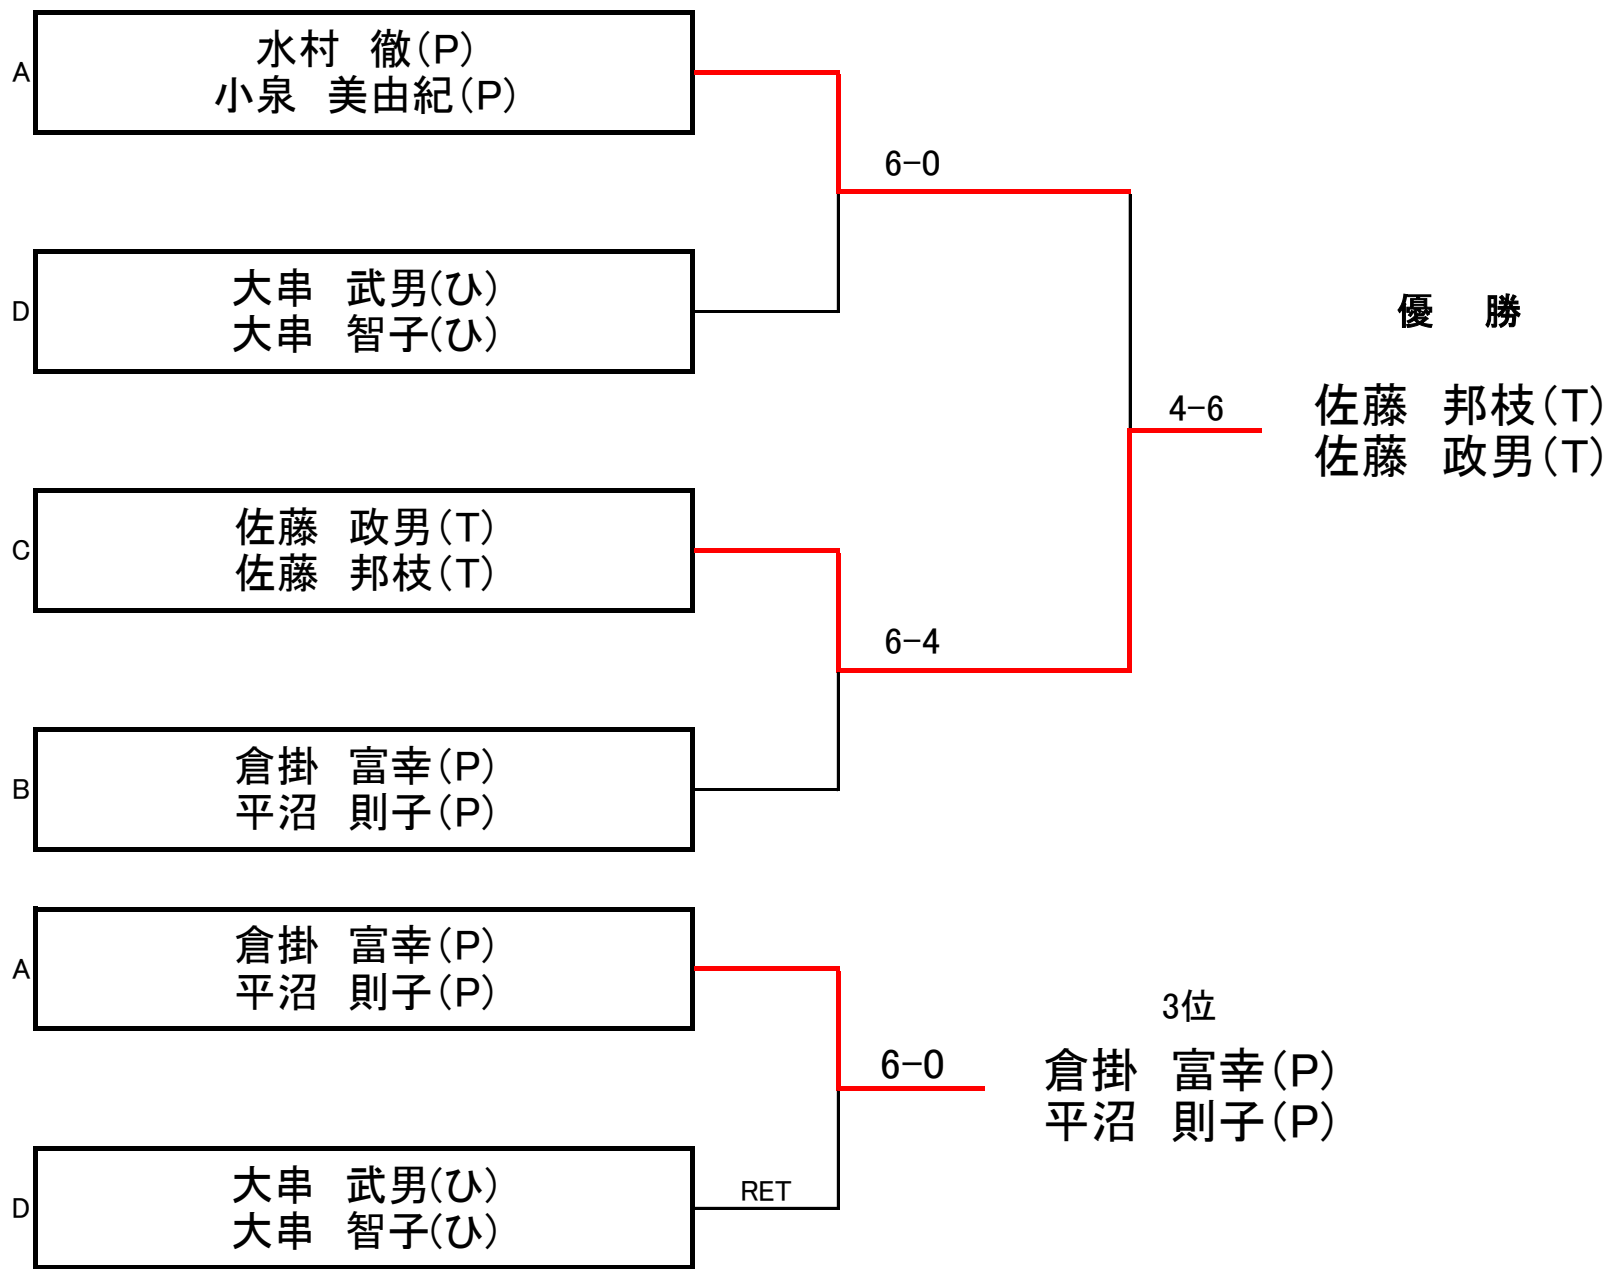 A
水村　徹(P)
小泉　美由紀(P)
6-0
D
大串　武男(ひ)
大串　智子(ひ)
優　勝
佐藤　邦枝(T)
佐藤　政男(T)
4-6
C
佐藤　政男(T)
佐藤　邦枝(T)
6-4
B
倉掛　富幸(P)
平沼　則子(P)
A
倉掛　富幸(P)
平沼　則子(P)
3位
6-0
倉掛　富幸(P)
平沼　則子(P)
D
大串　武男(ひ)
大串　智子(ひ)
RET